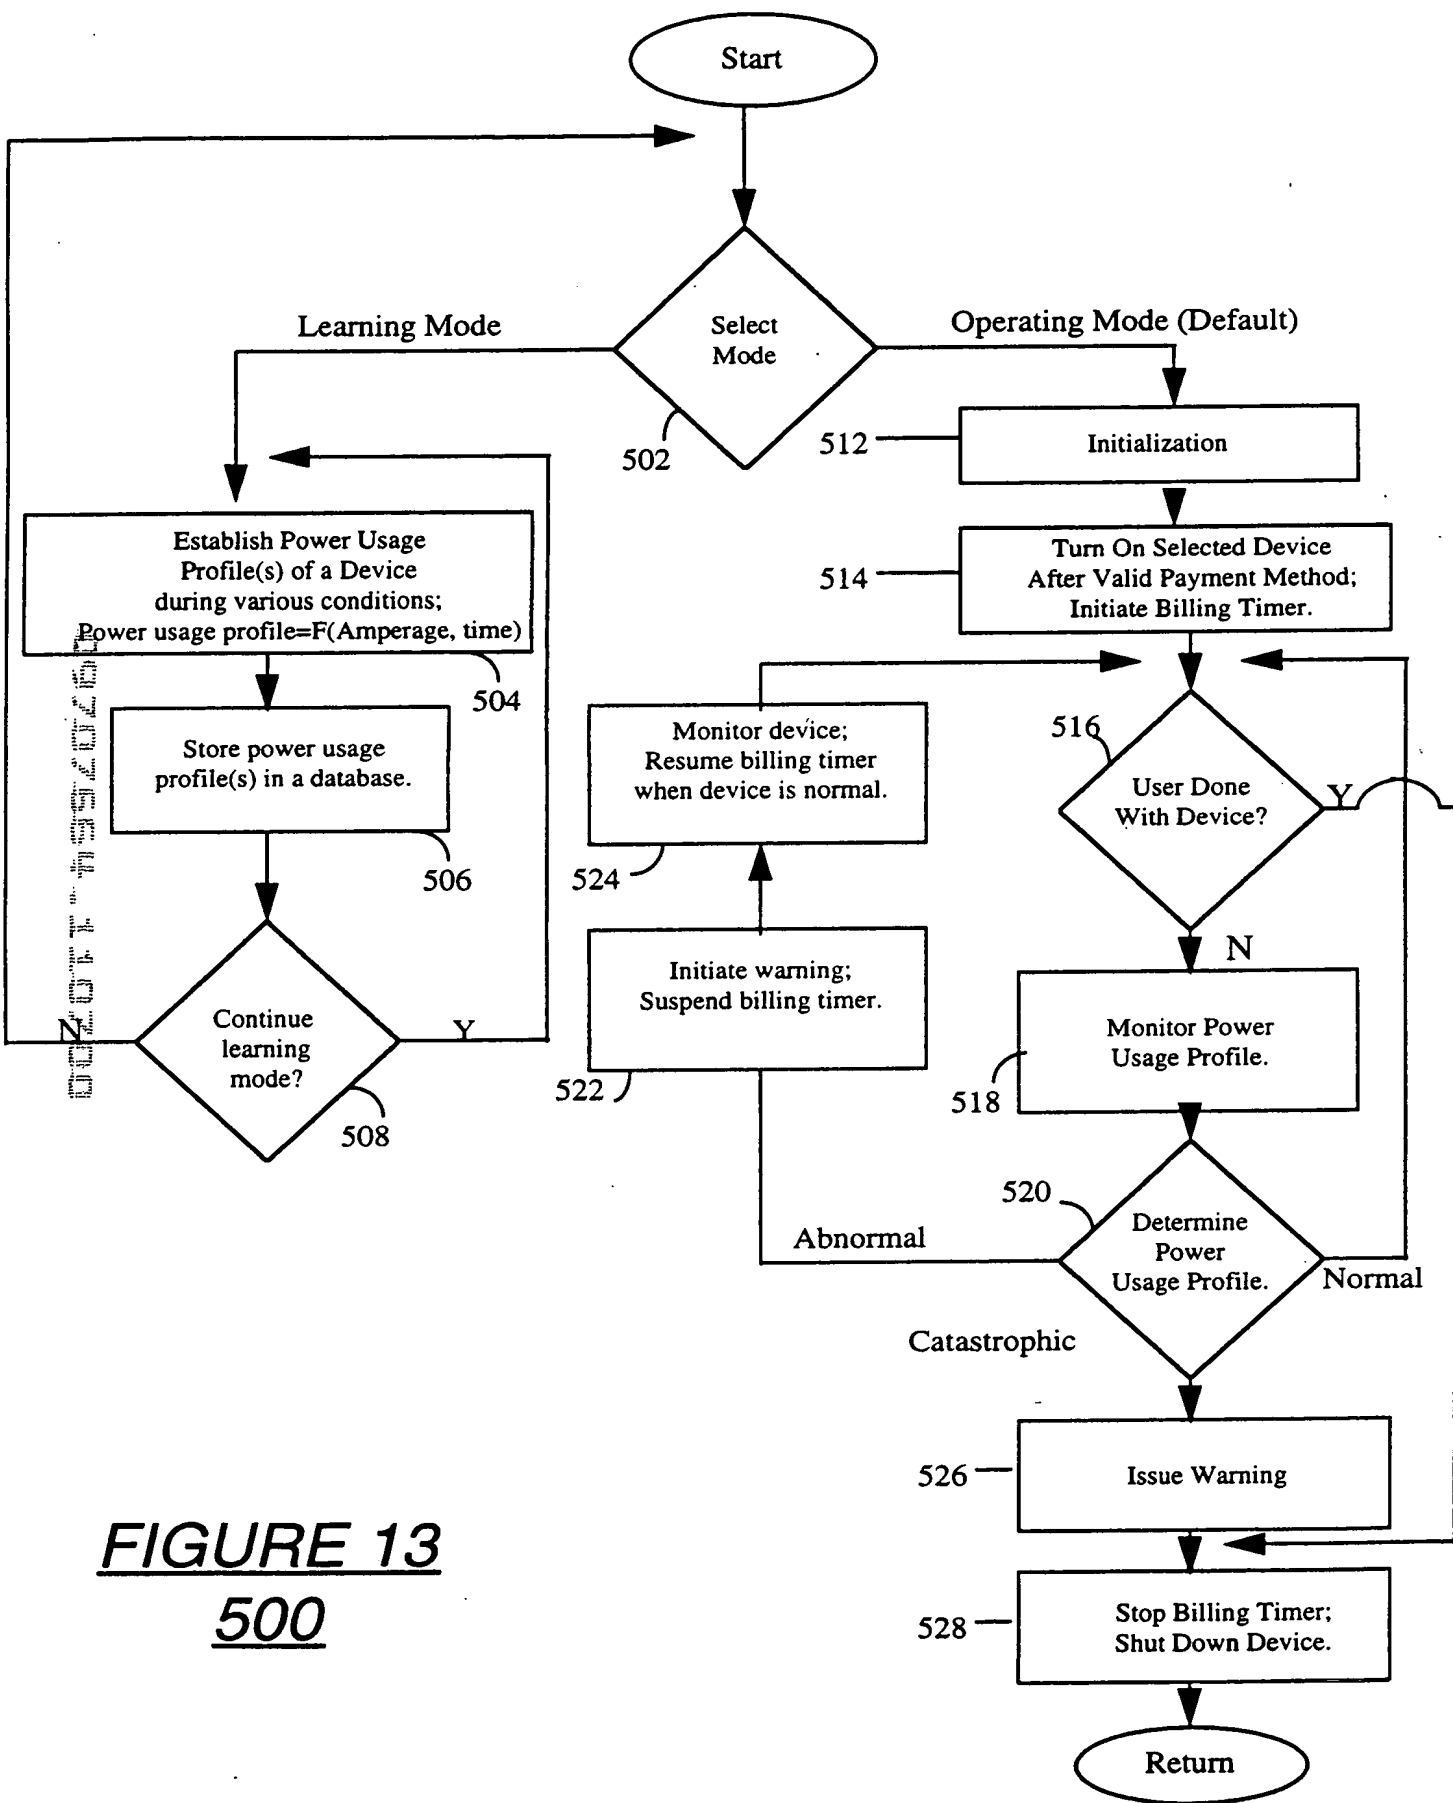 Start
Select
Mode
Learning Mode
Operating Mode (Default)
502
512
Initialization
514
Turn On Selected Device
After Valid Payment Method;
Initiate Billing Timer.
Establish Power Usage
Profile(s) of a Device
during various conditions;
Power usage profile=F(Amperage, time)
504
Store power usage
profile(s) in a database.
506
Continue
learning
mode?
N
Y
508
516
User Done
With Device?
Y
N
Monitor device;
Resume billing timer
when device is normal.
524
Initiate warning;
Suspend billing timer.
522
Monitor Power
Usage Profile.
518
520
Determine
Power
Usage Profile.
Abnormal
Normal
Catastrophic
526
Issue Warning
528
Stop Billing Timer;
Shut Down Device.
Return
FIGURE 13
500